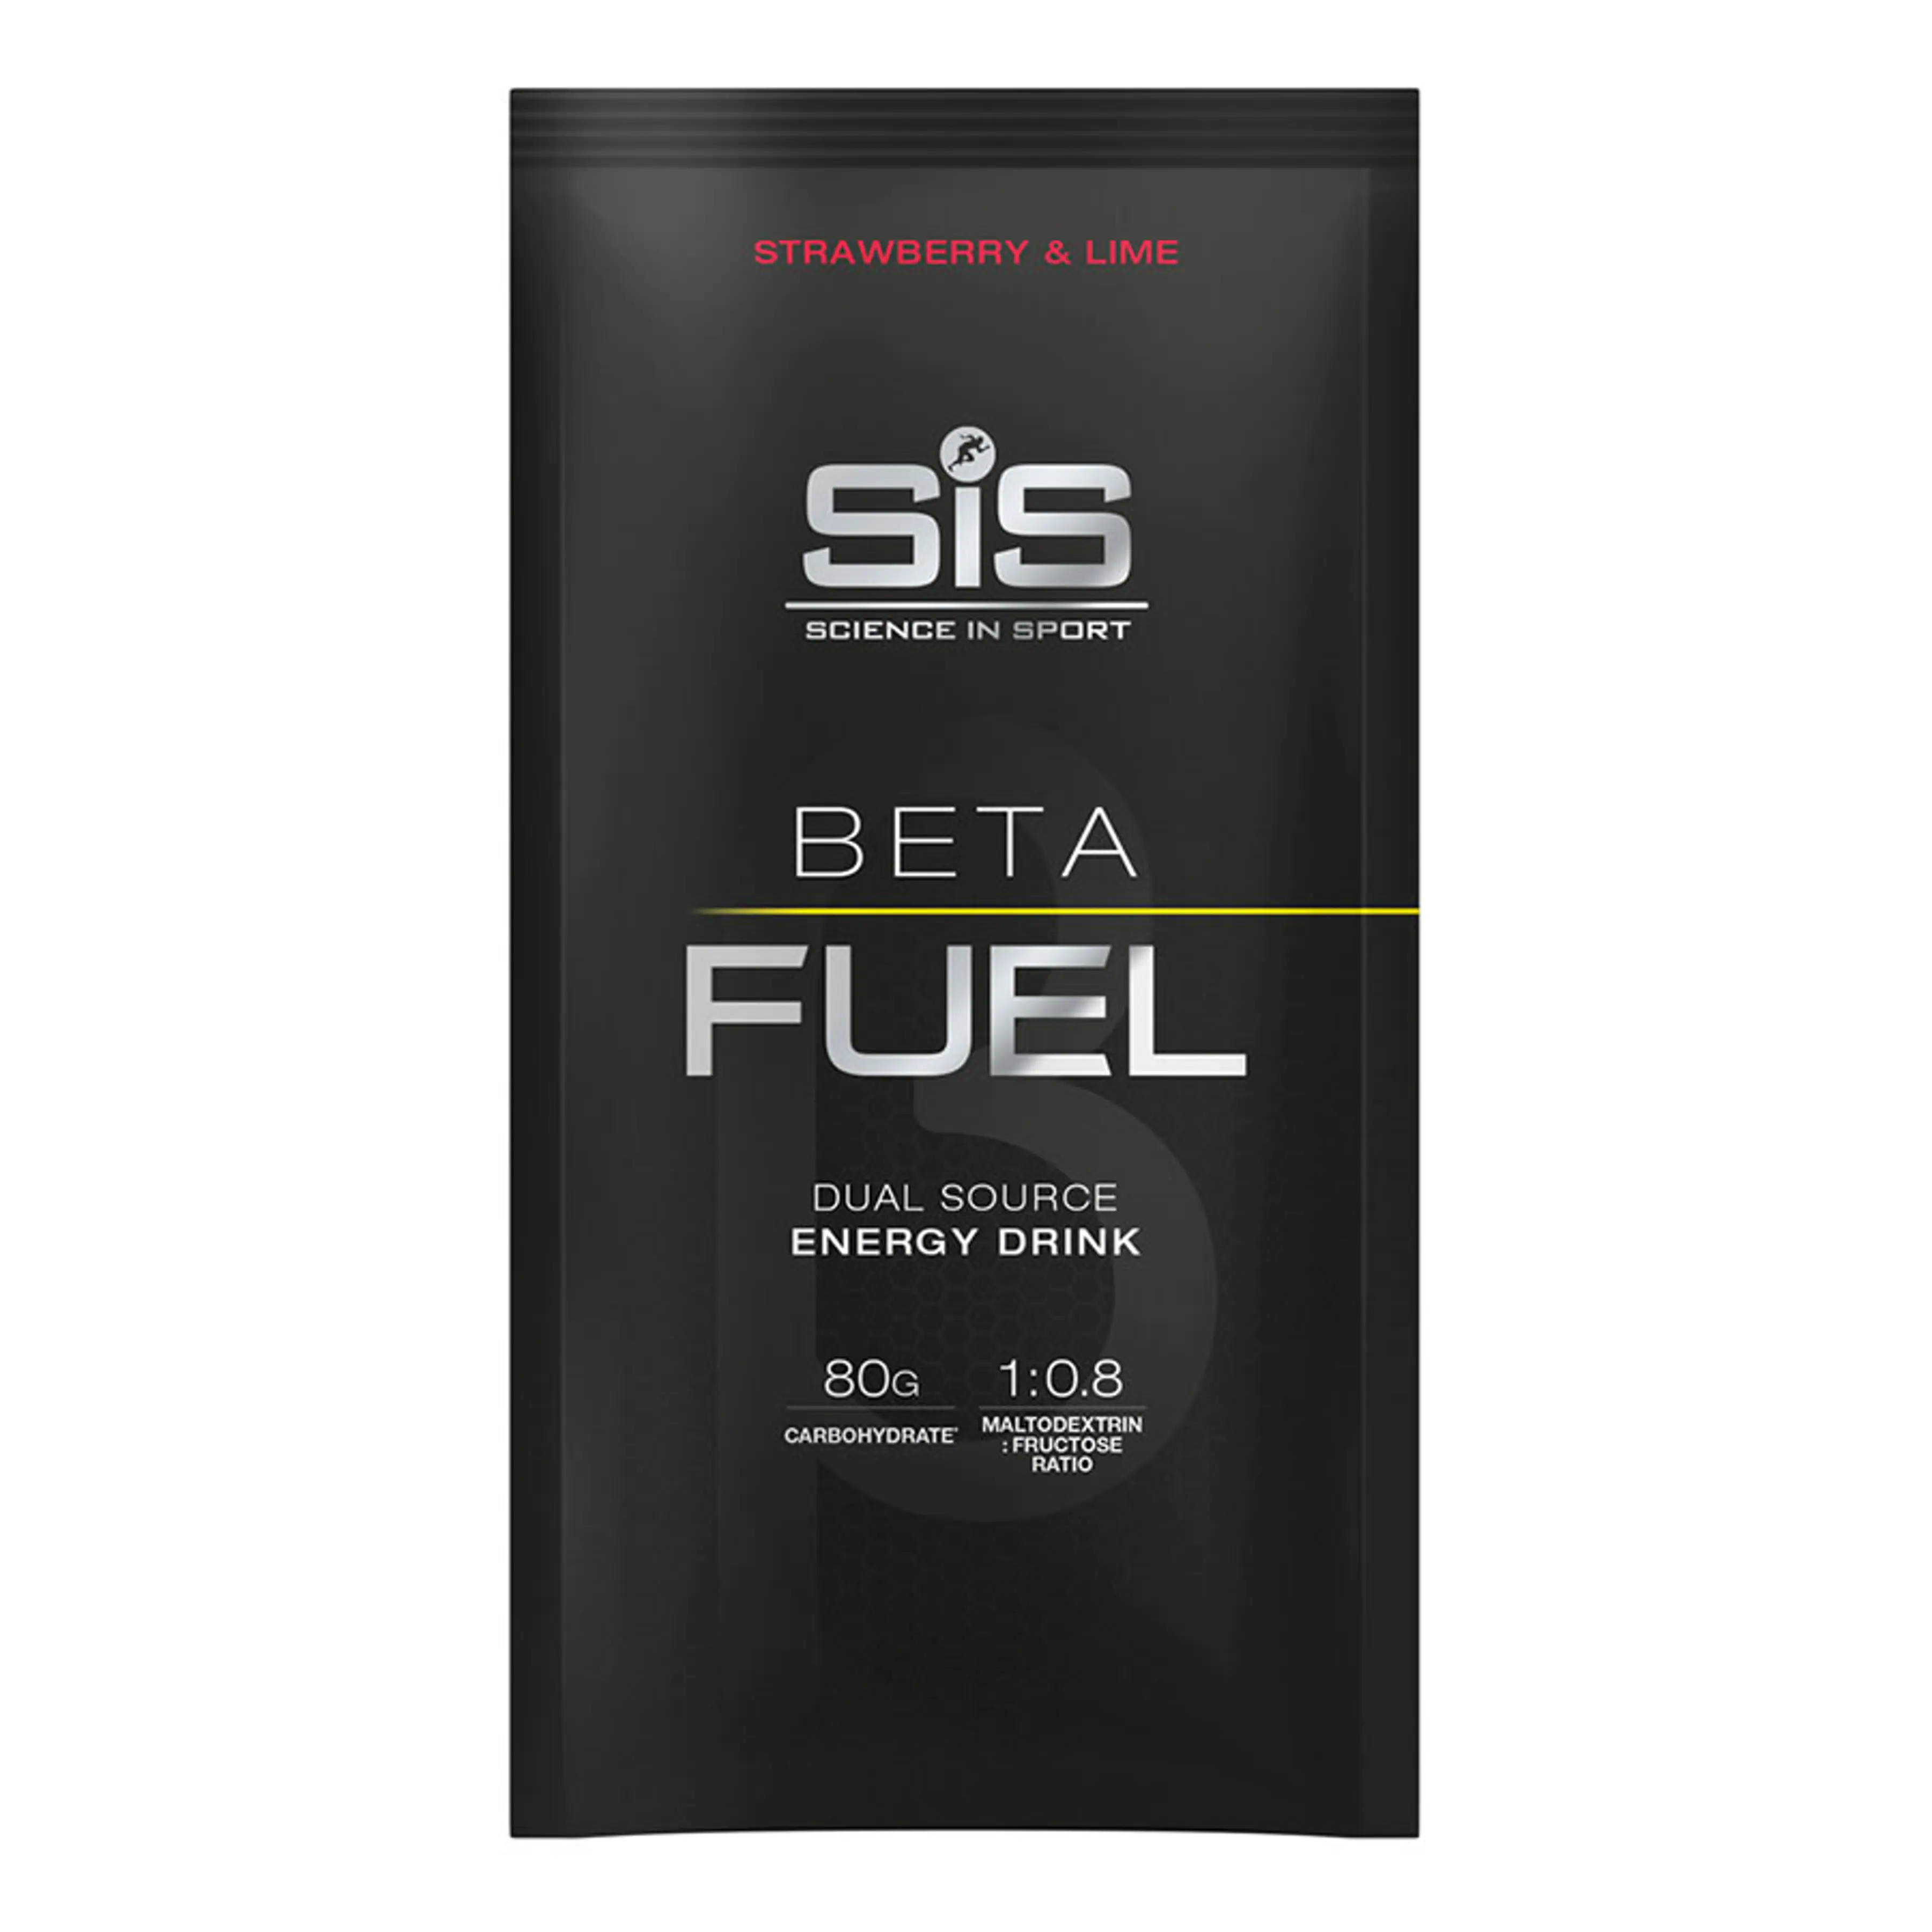 STRAWBERRY & LIME
SiS
SCIENCE IN SPORT
BETA
FUEL
DUAL SOURCE
ENERGY DRINK
80G
CARBOHYDRATE*
1:0.8
MALTODEXTRIN
:FRUCTOSE
RATIO